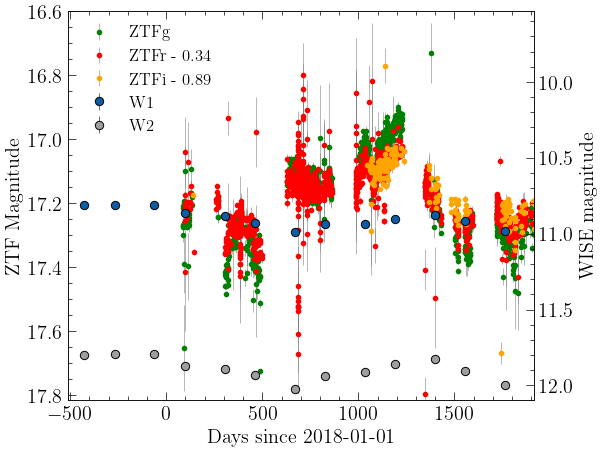 16.6
16.8
17.0
17.2
17.4
17.6
17.8
ZTF Magnitude
ZTFg
ZTFr - 0.34
ZTFi - 0.89
W1
W2
10.0
10.5
11.0
11.5
12.0
WISE magnitude
−500
0
500
1000
1500
Days since 2018-01-01